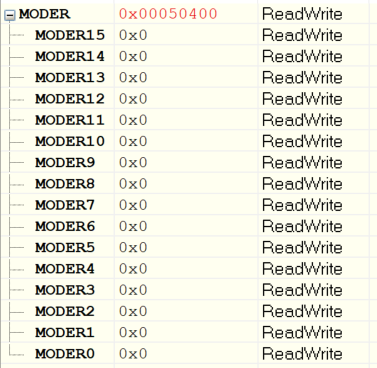 MODER 0x00050400 ReadWrite
MODER15 0x0 ReadWrite
MODER14 0x0 ReadWrite
MODER13 0x0 ReadWrite
MODER12 0x0 ReadWrite
MODER11 0x0 ReadWrite
MODER10 0x0 ReadWrite
MODER9 0x0 ReadWrite
MODER8 0x0 ReadWrite
MODER7 0x0 ReadWrite
MODER6 0x0 ReadWrite
MODER5 0x0 ReadWrite
MODER4 0x0 ReadWrite
MODER3 0x0 ReadWrite
MODER2 0x0 ReadWrite
MODER1 0x0 ReadWrite
MODER0 0x0 ReadWrite